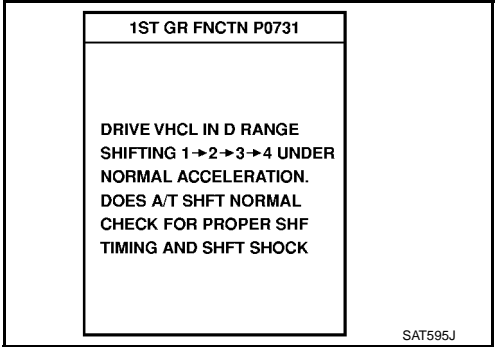 1ST GR FNCTN P0731
DRIVE VHCL IN D RANGE
SHIFTING 1➔2➔3➔4 UNDER
NORMAL ACCELERATION.
DOES A/T SHFT NORMAL
CHECK FOR PROPER SHF
TIMING AND SHFT SHOCK
SAT595J